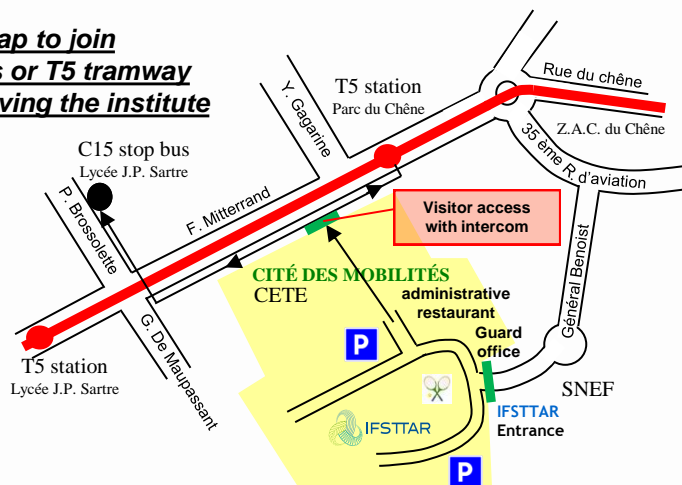 ap to join
s or T5 tramway
ving the institute
C15 stop bus
Lycée J.P. Sartre
T5 station
Parc du Chêne
Rue du chêne
Z.A.C. du Chêne
35 ème R. d'aviation
Y. Gagarine
F. Mitterrand
P. Brossolette
G. De Maupassant
Visitor access
with intercom
CITÉ DES MOBILITÉS
CETE
administrative
restaurant
Guard
office
Général Benoist
T5 station
Lycée J.P. Sartre
P
SNEF
IFSTTAR
IFSTTAR
Entrance
P